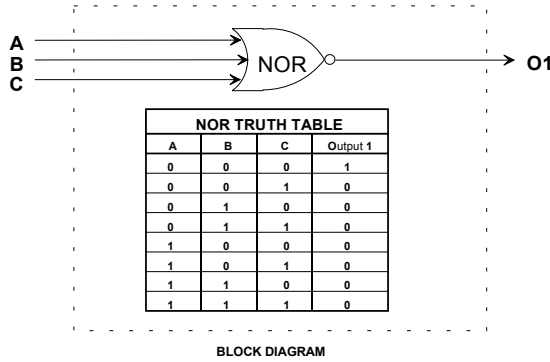 A
B
C
NOR
O1
NOR TRUTH TABLE
A B C Output 1
0 0 0 1
0 0 1 0
0 1 0 0
0 1 1 0
1 0 0 0
1 0 1 0
1 1 0 0
1 1 1 0
BLOCK DIAGRAM